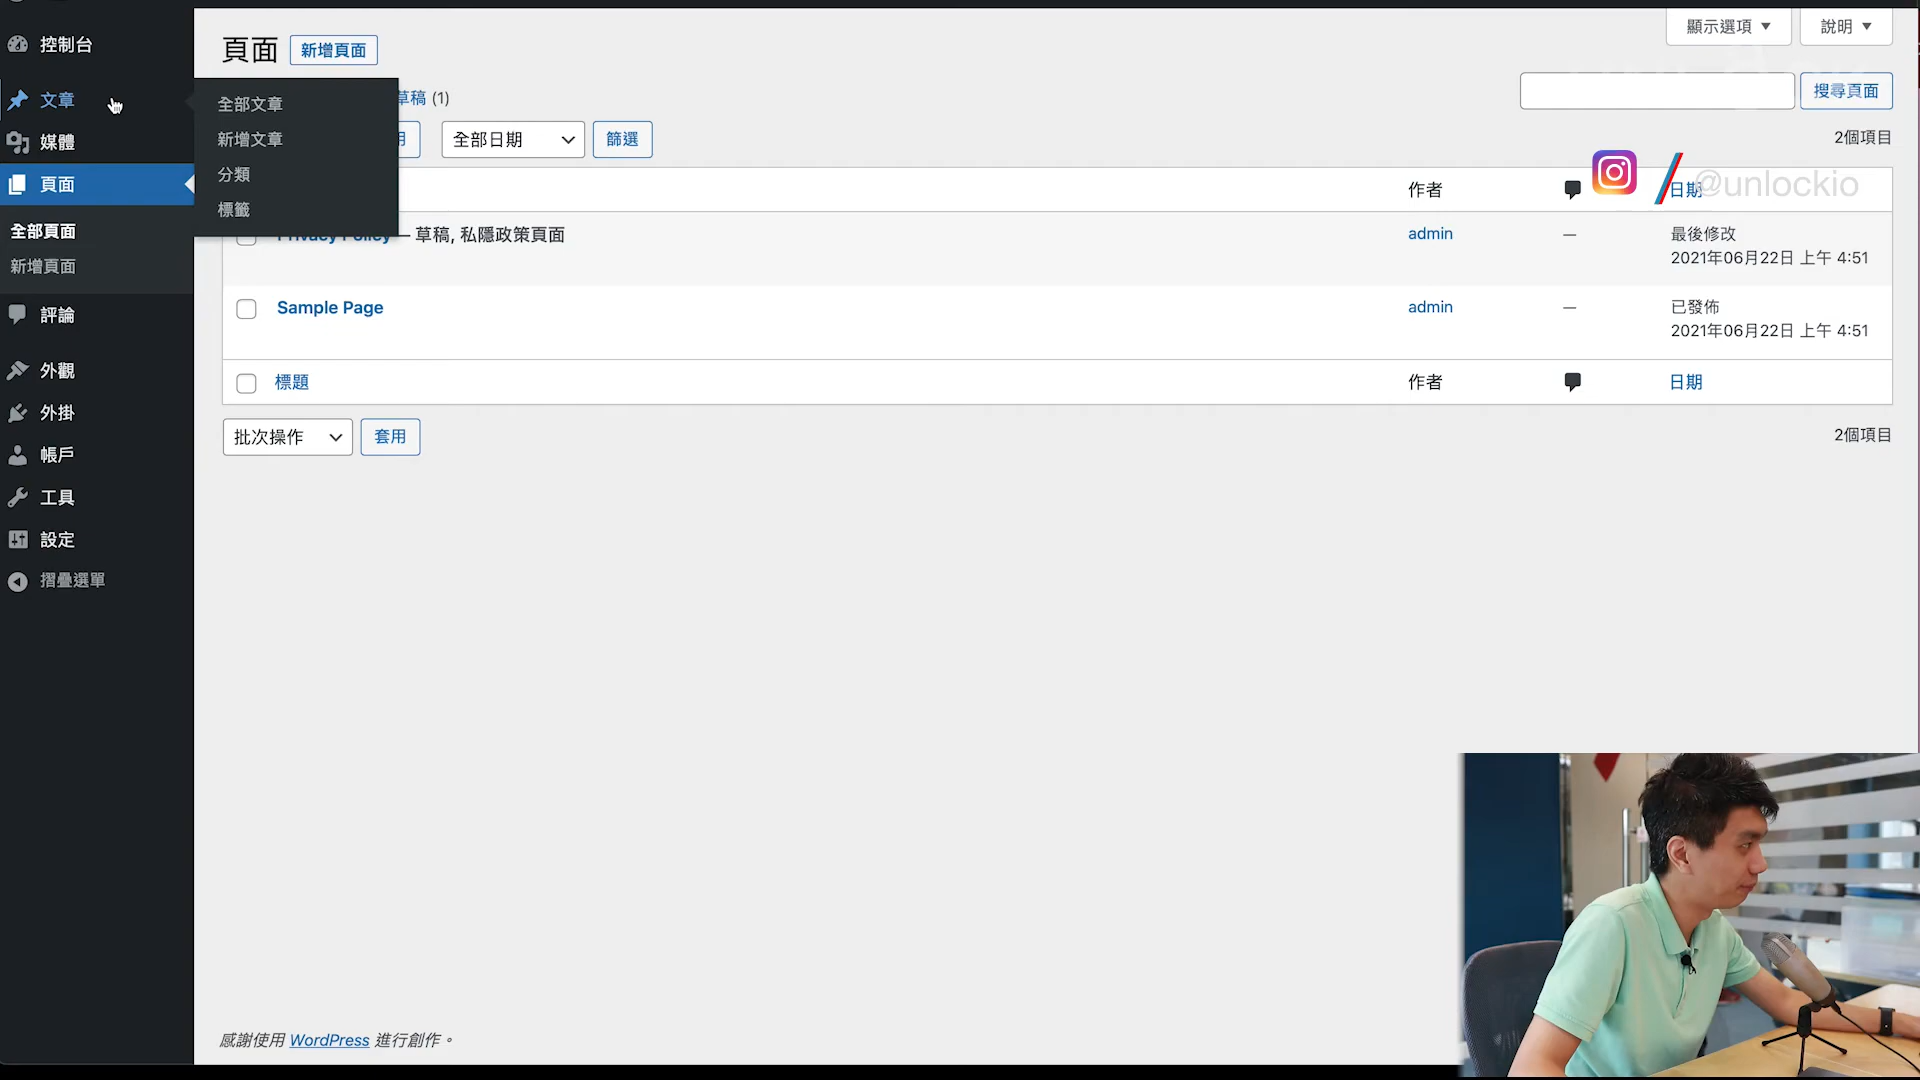 控制台
文章
媒體
頁面
全部頁面
新增頁面
評論
外觀
外掛
帳戶
工具
設定
摺疊選單
全部文章
新增文章
分類
標籤
頁面 新增頁面
顯示選項 說明
草稿 (1)
搜尋頁面
全部日期 篩選
2個項目
作者 日期
@unlockio
Privacy Policy — 草稿, 私隱政策頁面 admin — 最後修改
2021年06月22日 上午 4:51
Sample Page admin — 已發佈
2021年06月22日 上午 4:51
標題 作者 日期
批次操作 套用 2個項目
感謝使用 WordPress 進行創作。